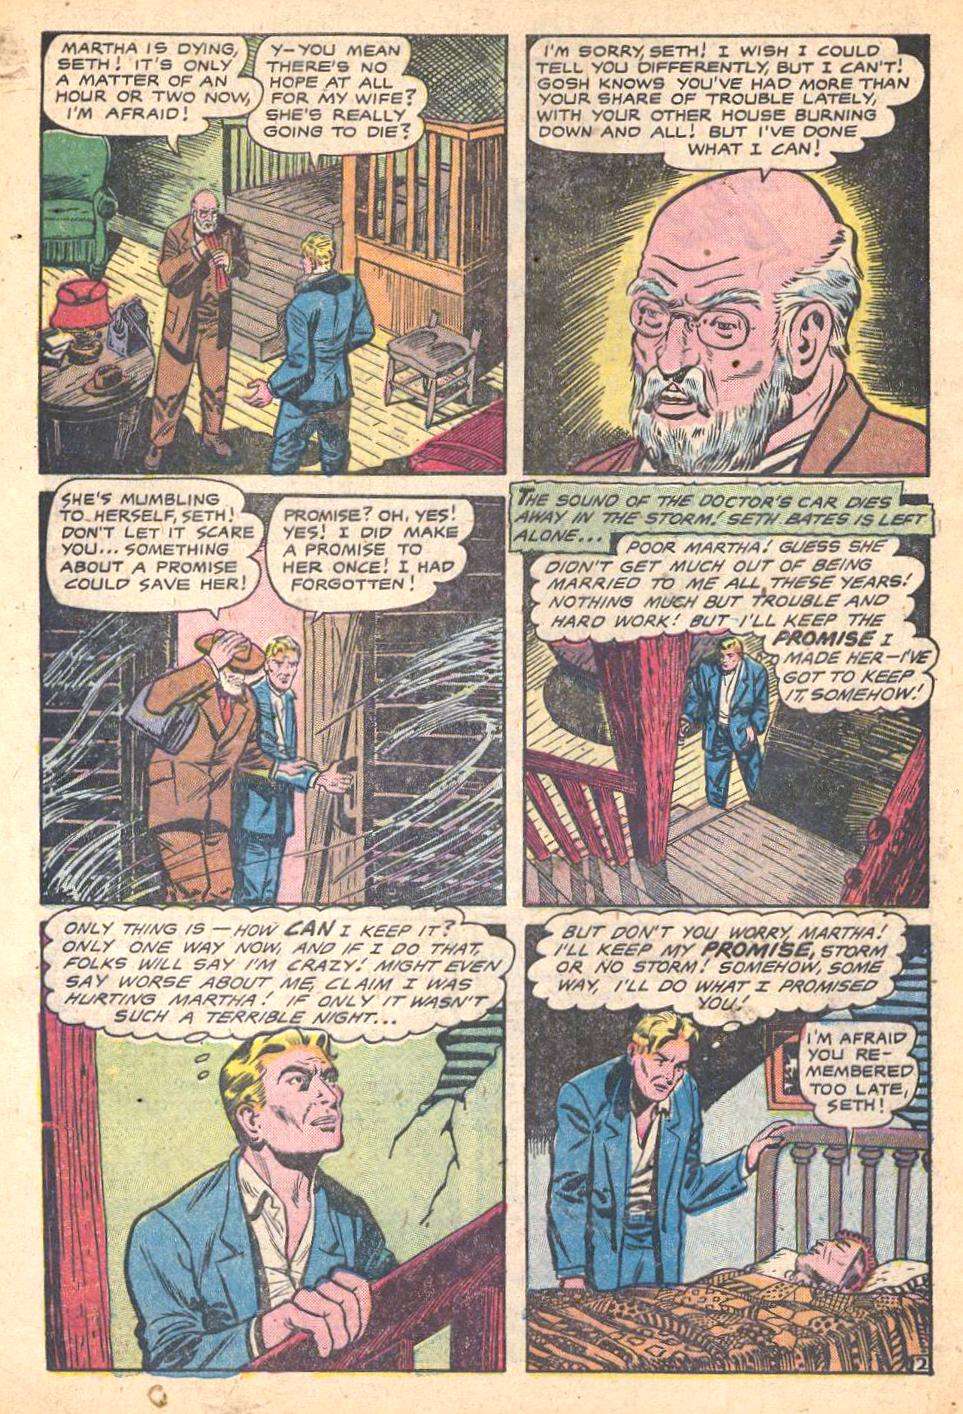 MARTHA IS DYING,
SETH! IT'S ONLY
A MATTER OF AN
HOUR OR TWO NOW,
I'M AFRAID!
Y-YOU MEAN
THERE'S NO
HOPE AT ALL
FOR MY WIFE?
SHE'S REALLY
GOING TO DIE?
I'M SORRY, SETH! I WISH I COULD
TELL YOU DIFFERENTLY, BUT I CAN'T!
GOSH KNOWS YOU'VE HAD MORE THAN
YOUR SHARE OF TROUBLE LATELY,
WITH YOUR OTHER HOUSE BURNING
DOWN AND ALL! BUT I'VE DONE
WHAT I CAN!
SHE'S MUMBLING
TO HERSELF, SETH!
DON'T LET IT SCARE
YOU... SOMETHING
ABOUT A PROMISE
COULD SAVE HER!
PROMISE? OH, YES!
YES! I DID MAKE
A PROMISE TO
HER ONCE! I HAD
FORGOTTEN!
THE SOUND OF THE DOCTOR'S CAR DIES
AWAY IN THE STORM! SETH BATES IS LEFT
ALONE...
POOR MARTHA! GUESS SHE
DIDN'T GET MUCH OUT OF BEING
MARRIED TO ME ALL THESE YEARS!
NOTHING MUCH BUT TROUBLE AND
HARD WORK! BUT I'LL KEEP THE
PROMISE I
MADE HER—I'VE
GOT TO KEEP
IT, SOMEHOW!
ONLY THING IS — HOW CAN I KEEP IT?
ONLY ONE WAY NOW, AND IF I DO THAT,
FOLKS WILL SAY I'M CRAZY! MIGHT EVEN
SAY WORSE ABOUT ME, CLAIM I WAS
HURTING MARTHA! IF ONLY IT WASN'T
SUCH A TERRIBLE NIGHT...
BUT DON'T YOU WORRY, MARTHA!
I'LL KEEP MY PROMISE, STORM
OR NO STORM! SOMEHOW, SOME
WAY, I'LL DO WHAT I PROMISED
YOU!
I'M AFRAID
YOU RE-
MEMBERED
TOO LATE,
SETH!
2